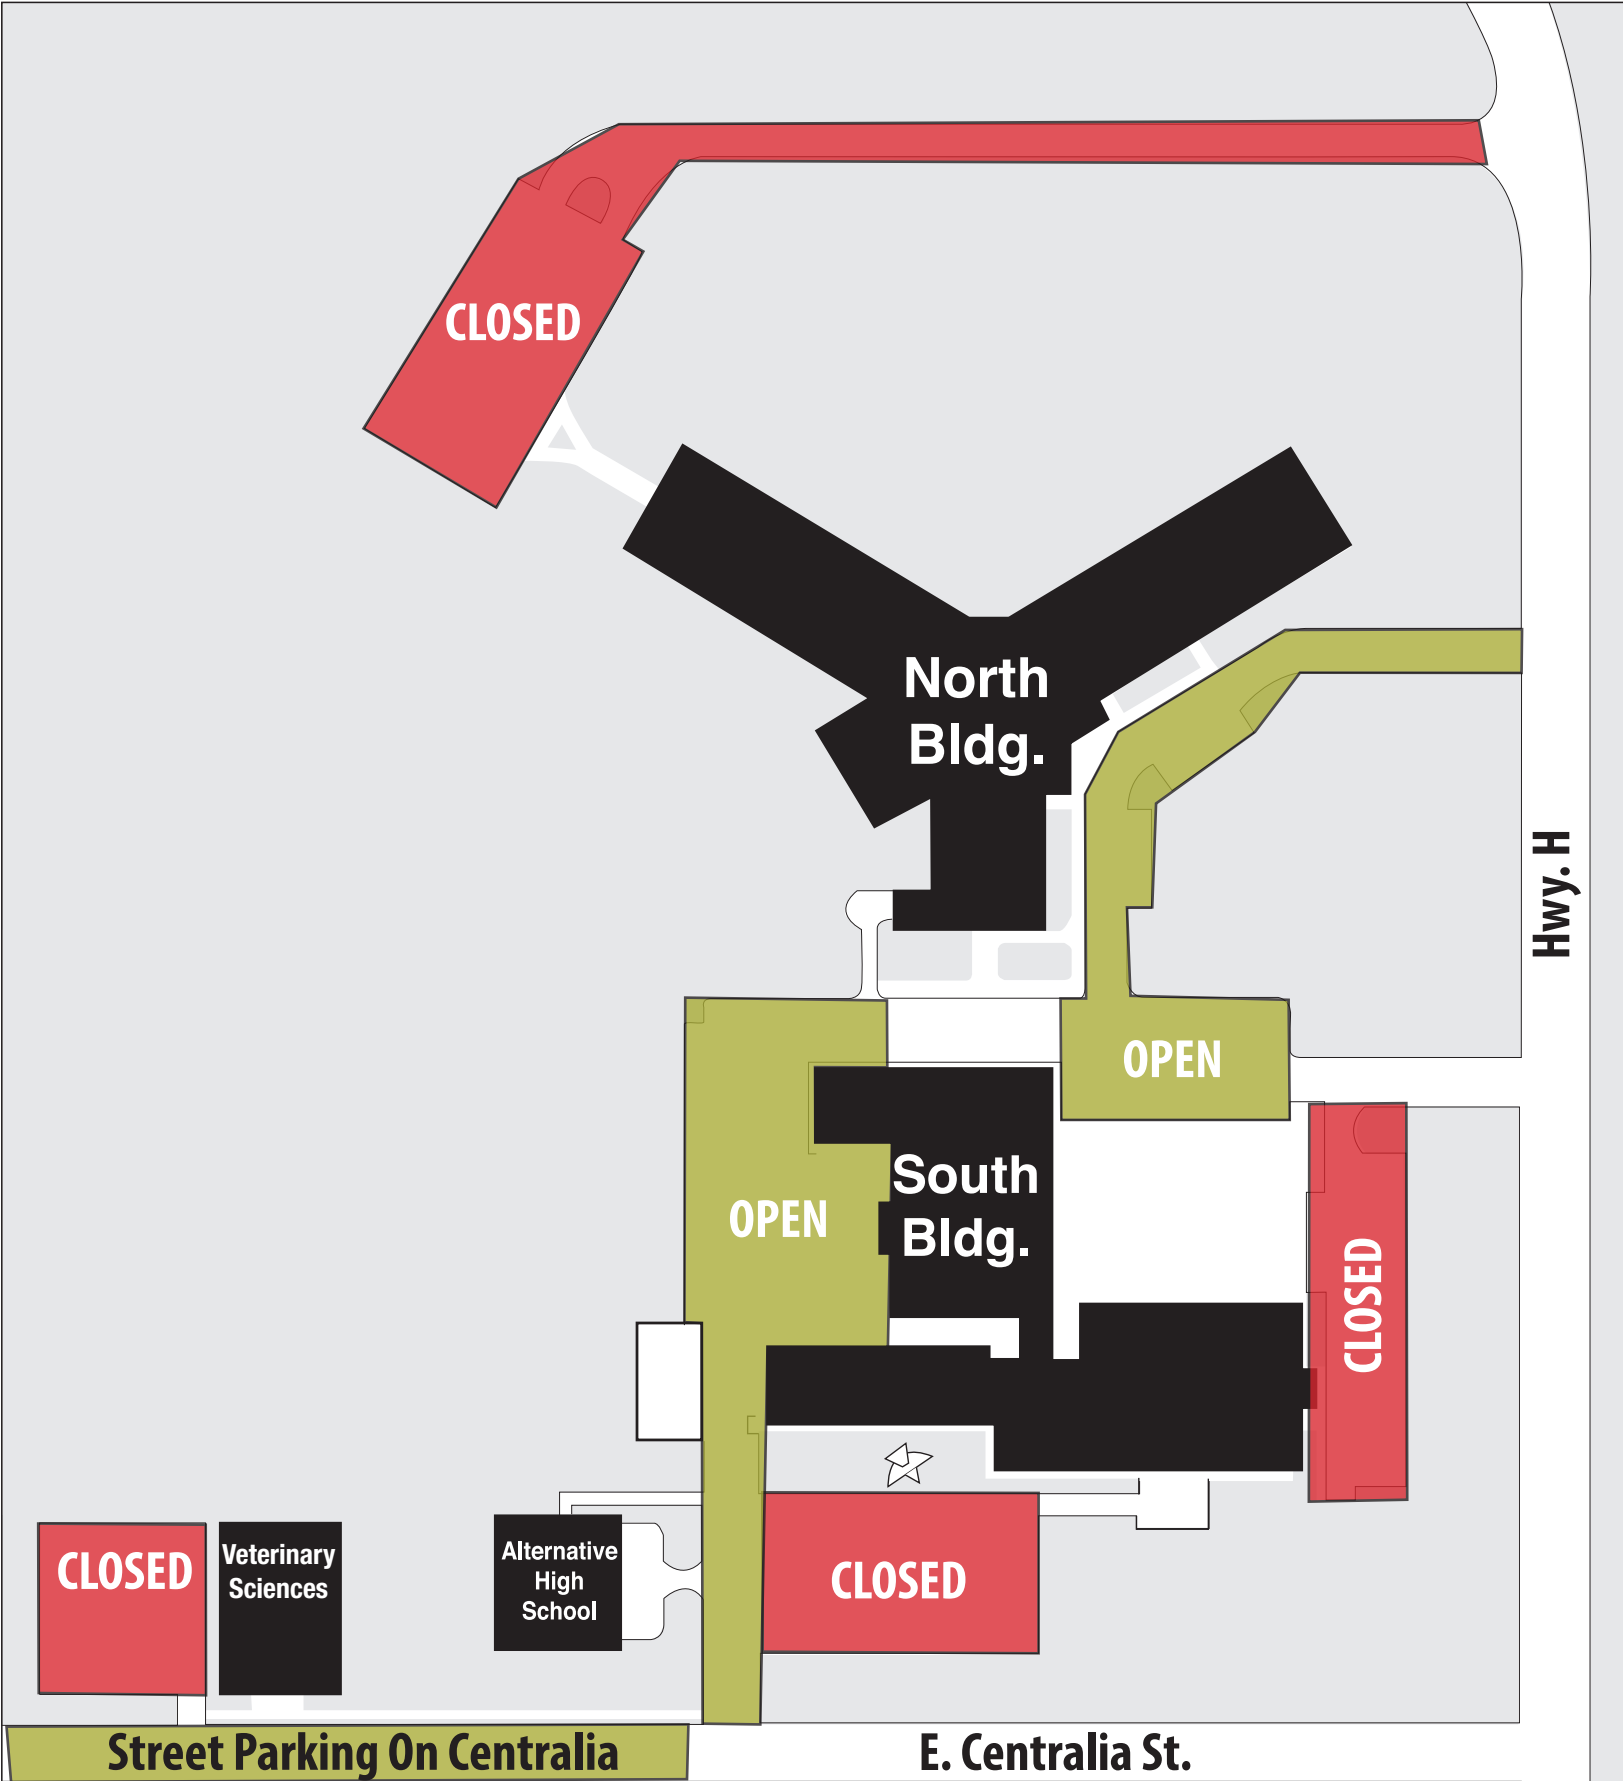 CLOSED
North
Bldg.
Hwy. H
OPEN
OPEN
South
Bldg.
CLOSED
CLOSED
Veterinary
Sciences
Alternative
High
School
CLOSED
Street Parking On Centralia
E. Centralia St.